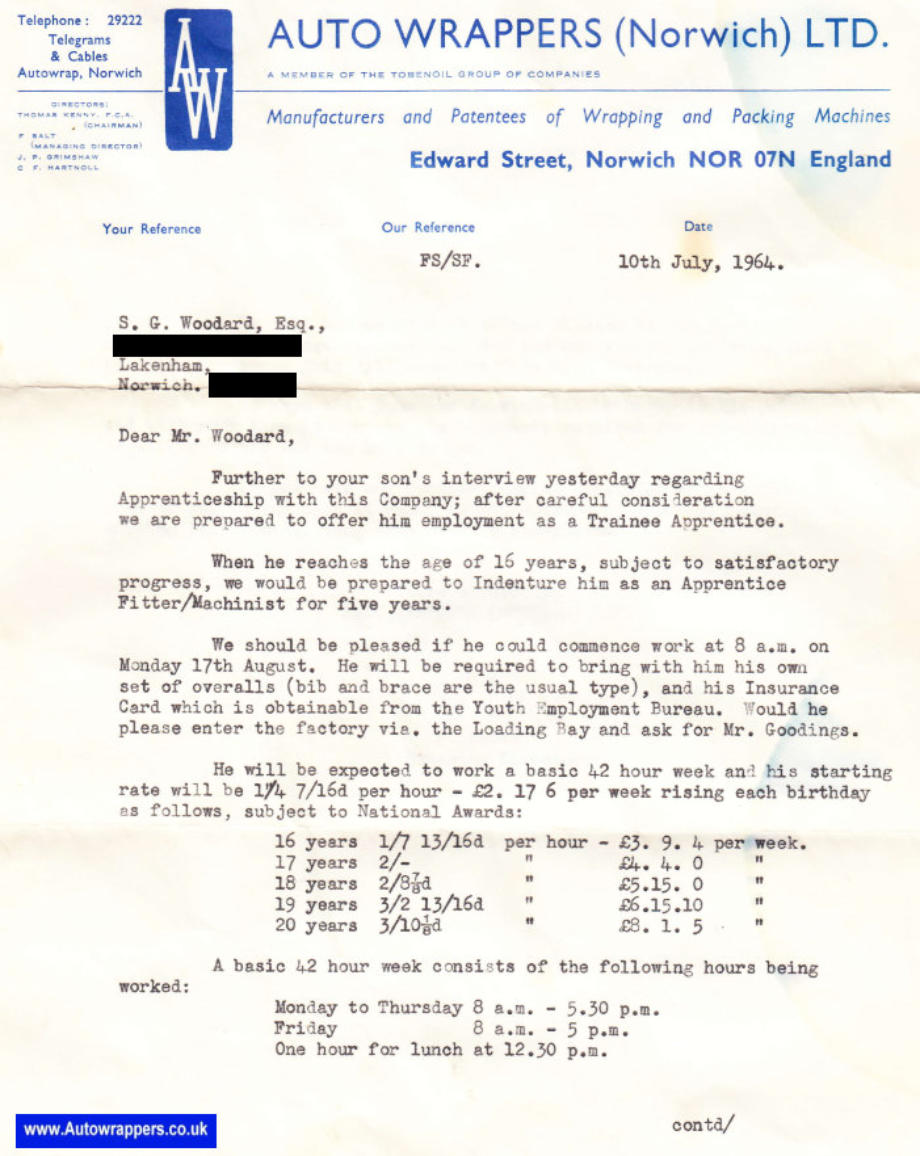 Telephone : 29222
Telegrams
& Cables
Autowrap, Norwich
DIRECTORS:
THOMAS KENNY, F.C.A.
(CHAIRMAN)
F SALT
(MANAGING DIRECTOR)
J. P. GRIMSHAW
C F. HARTNOLL
AW
AUTO WRAPPERS (Norwich) LTD.
A MEMBER OF THE TOBENOIL GROUP OF COMPANIES
Manufacturers and Patentees of Wrapping and Packing Machines
Edward Street, Norwich NOR 07N England
Your Reference
Our Reference
Date
FS/SF.
10th July, 1964.
S. G. Woodard, Esq.,
Lakenham,
Norwich.
Dear Mr. Woodard,
Further to your son's interview yesterday regarding
Apprenticeship with this Company; after careful consideration
we are prepared to offer him employment as a Trainee Apprentice.
When he reaches the age of 16 years, subject to satisfactory
progress, we would be prepared to Indenture him as an Apprentice
Fitter/Machinist for five years.
We should be pleased if he could commence work at 8 a.m. on
Monday 17th August. He will be required to bring with him his own
set of overalls (bib and brace are the usual type), and his Insurance
Card which is obtainable from the Youth Employment Bureau. Would he
please enter the factory via. the Loading Bay and ask for Mr. Goodings.
He will be expected to work a basic 42 hour week and his starting
rate will be 1/4 7/16d per hour - £2. 17 6 per week rising each birthday
as follows, subject to National Awards:
16 years 1/7 13/16d per hour - £3. 9. 4 per week.
17 years 2/- " £4. 4. 0 "
18 years 2/8⅞d " £5.15. 0 "
19 years 3/2 13/16d " £6.15.10 "
20 years 3/10⅛d " £8. 1. 5 "
A basic 42 hour week consists of the following hours being
worked:
Monday to Thursday 8 a.m. - 5.30 p.m.
Friday 8 a.m. - 5 p.m.
One hour for lunch at 12.30 p.m.
contd/
www.Autowrappers.co.uk